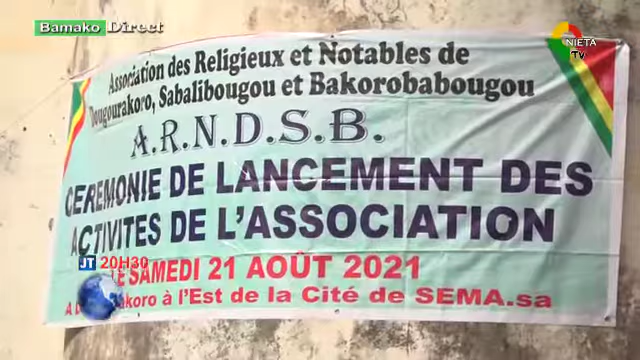 Bamako Direct
NIETA
Tv
Association des Religieux et Notables de
Dougourakoro, Sabalibougou et Bakorobabougou
A.R.N.D.S.B.
CEREMONIE DE LANCEMENT DES
ACTIVITES DE L'ASSOCIATION
JT 20H30
LE SAMEDI 21 AOÛT 2021
à l'Est de la Cité de SEMA.sa